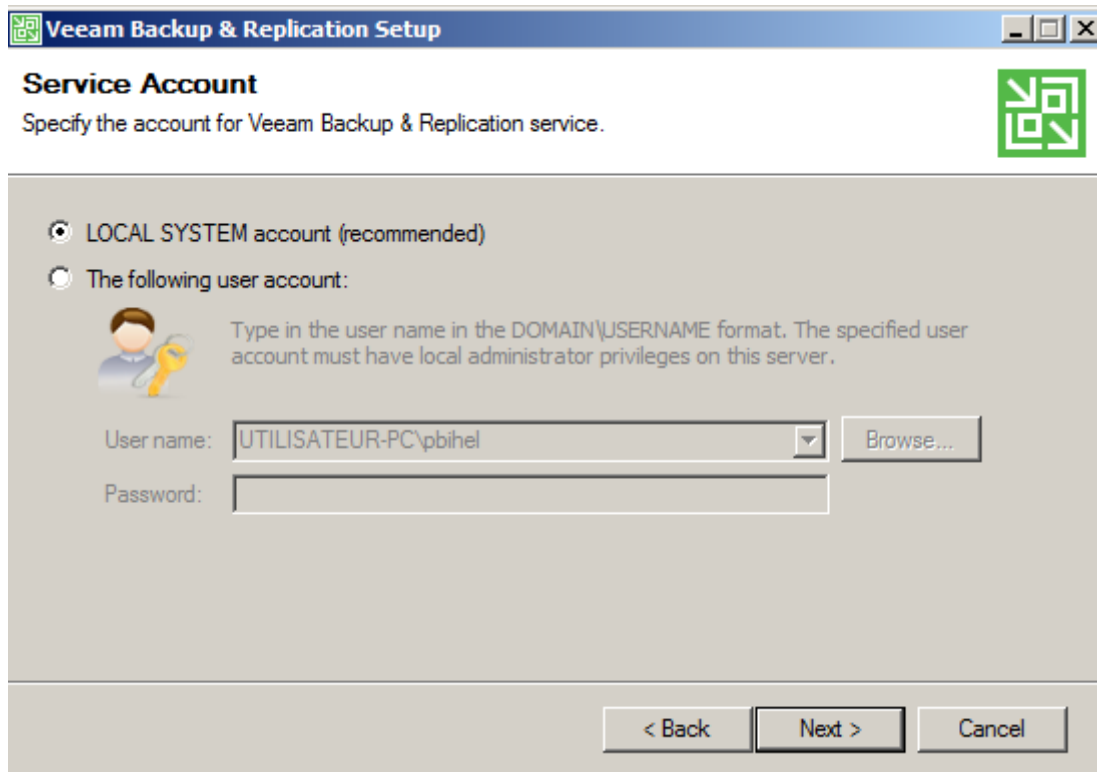 Veeam Backup & Replication Setup
Service Account
Specify the account for Veeam Backup & Replication service.
LOCAL SYSTEM account (recommended)
The following user account:
Type in the user name in the DOMAIN\USERNAME format. The specified user
account must have local administrator privileges on this server.
User name: UTILISATEUR-PC\pbihel Browse...
Password:
< Back Next > Cancel